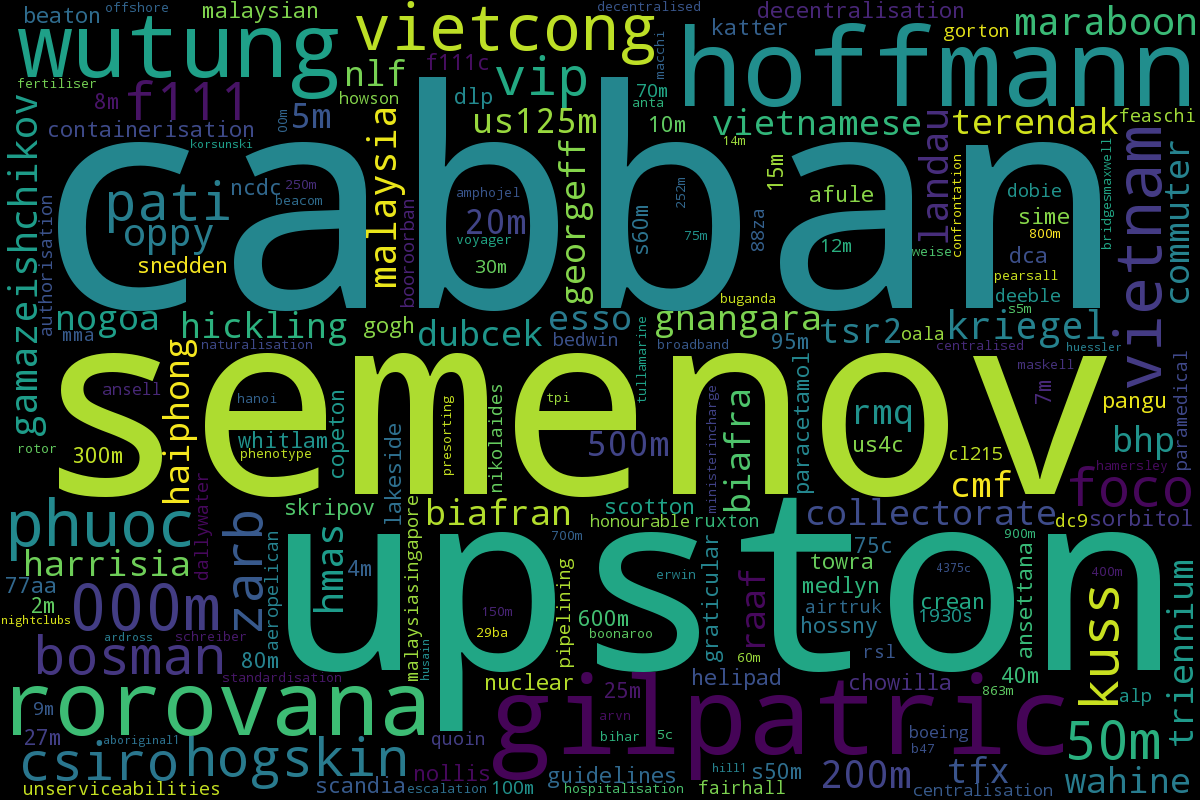 beaton
offshore
malaysian
vietcong
decentralised
decentralisation
katter
gorton
maraboon
wutung
hoffmann
fertiliser
f111
8m
nlf
f111c
vip
macchi
howson
dlp
70m
anta
00m
5m
us125m
10m
vietnamese
terendak
feaschi
containerisation
korsunski
14m
cabban
gamazeishchikov
malaysia
georgeff
15m
landau
vietnam
commuter
confrontation
bridgesmaxwell
pati
oppy
ncdc
250m
beacom
amphojel
20m
voyager
30m
s60m
252m
75m
88za
afule
12m
dobie
sime
800m
weise
dca
pearsall
deeble
s5m
snedden
authorisation
booroorban
buganda
nogoa
hickling
gogh
dubcek
esso
gnangara
tsr2
oala
kriegel
mma
naturalisation
bedwin
tullamarine
broadband
95m
centralised
huessler
semenov
haiphong
ansell
hanoi
tpi
maskell
7m
paramedical
pangu
whitlam
phenotype
copeton
presorting
nikolaides
500m
ministerincharge
biafra
paracetamol
rmq
us4c
bhp
rotor
300m
lakeside
cl215
hamersley
cmf
foco
skripov
phuoc
dallywater
biafran
scotton
honourable
ruxton
collectorate
dc9
sorbitol
upston
harrisia
zarb
aeropelican
hmas
4m
malaysiasingapore
700m
erwin
graticular
raaf
75c
towra
medlyn
4375c
900m
ansettana
400m
triennium
77aa
2m
000m
nightclubs
ardross
schreiber
150m
29ba
pipelining
600m
boonaroo
airtruk
hossny
crean
1930s
kuss
bosman
80m
husain
60m
rsl
standardisation
nuclear
helipad
chowilla
40m
863m
alp
rorovana
gilpatric
25m
9m
27m
arvn
aboriginal1
quoin
bihar
5c
boeing
b47
50m
csiro
hogskin
scandia
nollis
escalation
100m
guidelines
hospitalisation
hill1
s50m
fairhall
200m
tfx
centralisation
wahine
unserviceabilities